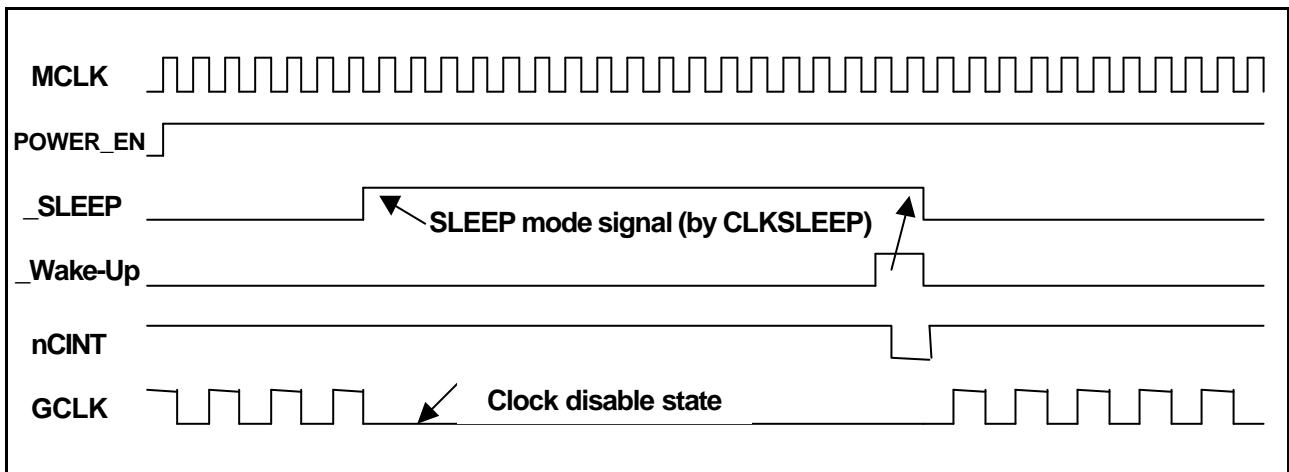 MCLK
POWER_EN
_SLEEP
SLEEP mode signal (by CLKSLEEP)
_Wake-Up
nCINT
GCLK
Clock disable state